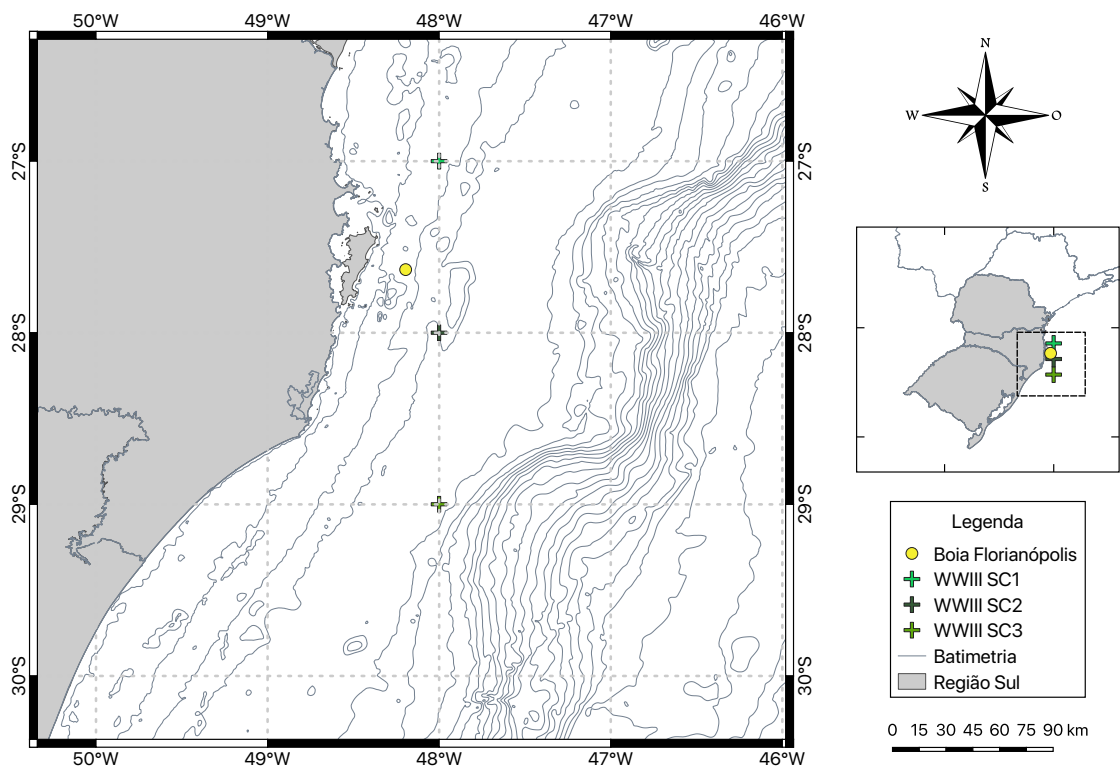 50°W 49°W 48°W 47°W 46°W
27°S 27°S
28°S 28°S
29°S 29°S
30°S 30°S
50°W 49°W 48°W 47°W 46°W
N
W O
S
Legenda
Boia Florianópolis
WWIII SC1
WWIII SC2
WWIII SC3
Batimetria
Região Sul
0 15 30 45 60 75 90 km